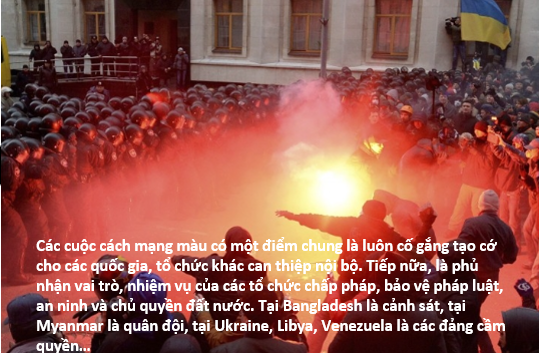 Các cuộc cách mạng màu có một điểm chung là luôn cố gắng tạo cớ
cho các quốc gia, tổ chức khác can thiệp nội bộ. Tiếp nữa, là phủ
nhận vai trò, nhiệm vụ của các tổ chức chấp pháp, bảo vệ pháp luật,
an ninh và chủ quyền đất nước. Tại Bangladesh là cảnh sát, tại
Myanmar là quân đội, tại Ukraine, Libya, Venezuela là các đảng cầm
quyền...